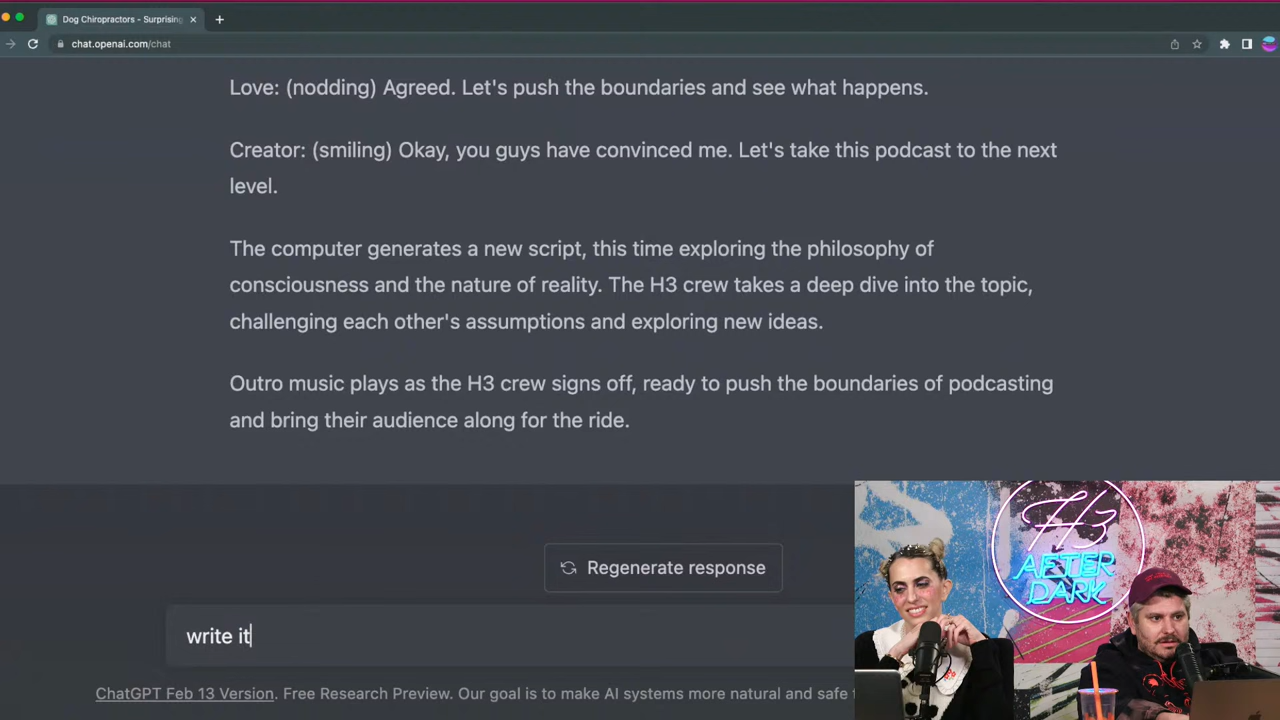 Dog Chiropractors - Surprising
chat.openai.com/chat
Love: (nodding) Agreed. Let's push the boundaries and see what happens.
Creator: (smiling) Okay, you guys have convinced me. Let's take this podcast to the next
level.
The computer generates a new script, this time exploring the philosophy of
consciousness and the nature of reality. The H3 crew takes a deep dive into the topic,
challenging each other's assumptions and exploring new ideas.
Outro music plays as the H3 crew signs off, ready to push the boundaries of podcasting
and bring their audience along for the ride.
Regenerate response
write it
ChatGPT Feb 13 Version. Free Research Preview. Our goal is to make AI systems more natural and safe
H3
AFTER
DARK